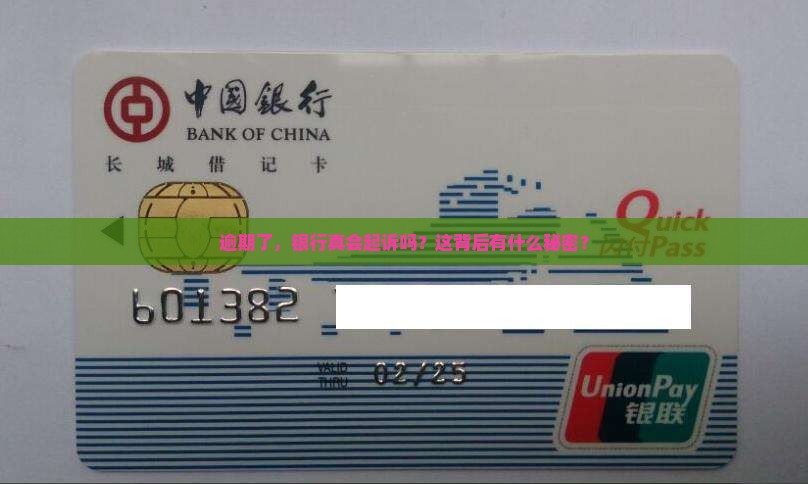 中國銀行
BANK OF CHINA
长城借记卡
Quick
闪付Pass
逾期了，银行真会起诉吗？这背后有什么秘密？
601382
VALID
THRU
02/25
UnionPay
银联